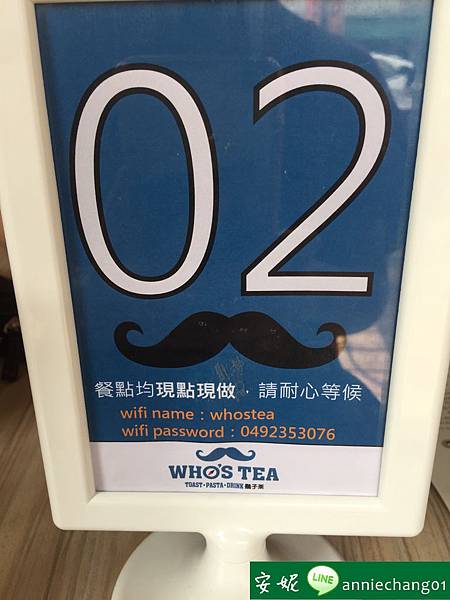 02
餐點均現點現做，請耐心等候
wifi name：whostea
wifi password：0492353076
WHO'S TEA
TOAST・PASTA・DRINK 鬍子茶
安妮 LINE anniechang01